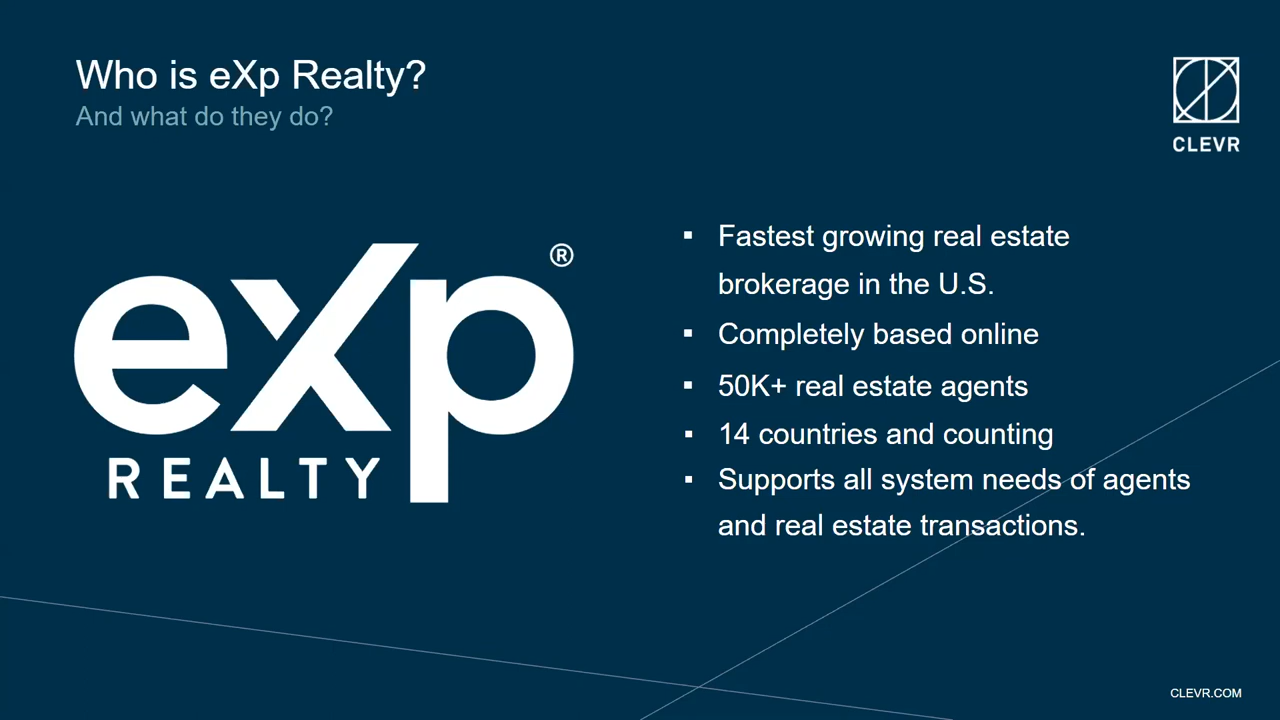 Who is eXp Realty?
And what do they do?
CLEVR
eXp®
REALTY
▪ Fastest growing real estate
brokerage in the U.S.
▪ Completely based online
▪ 50K+ real estate agents
▪ 14 countries and counting
▪ Supports all system needs of agents
and real estate transactions.
CLEVR.COM